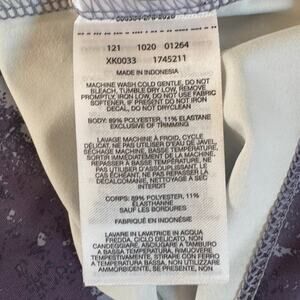 121 1020 01264
XK0033 1745211
MADE IN INDONESIA
MACHINE WASH COLD GENTLE, DO NOT
BLEACH, TUMBLE DRY LOW, REMOVE
PROMPTLY, IRON LOW, DO NOT USE FABRIC
SOFTENER, IF PRESENT DO NOT IRON
DECAL, DO NOT DRYCLEAN
BODY: 89% POLYESTER, 11% ELASTANE
EXCLUSIVE OF TRIMMING
LAVAGE MACHINE À FROID, CYCLE
DÉLICAT, NE PAS UTILISER D'EAU DE JAVEL,
SÉCHAGE MACHINE, BASSE TEMPÉRATURE,
SORTIR IMMÉDIATEMENT DE LA MACHINE,
REPASSER À BASSE TEMPÉRATURE, NE
PAS UTILISER D'ASSOUPLISSANT, LE
CAS ÉCHÉANT, NE PAS REPASSER LA
DÉCALCOMANIE, NETTOYAGE À SEC
INTERDIT
CORPS: 89% POLYESTER, 11%
ÉLASTHANNE
SAUF LES BORDURES
FABRIQUÉ EN INDONÉSIE
LAVARE IN LAVATRICE IN ACQUA
FREDDA, CICLO DELICATO, NON
CANDEGGIARE, ASCIUGARE A TAMBURO
A BASSA TEMPERATURA, RIMUOVERE
TEMPESTIVAMENTE, STIRARE CON FERRO
A BASSA TEMPERATURA, NON UTILIZZARE
AMMORBIDENTE, SE PRESENTE, NON